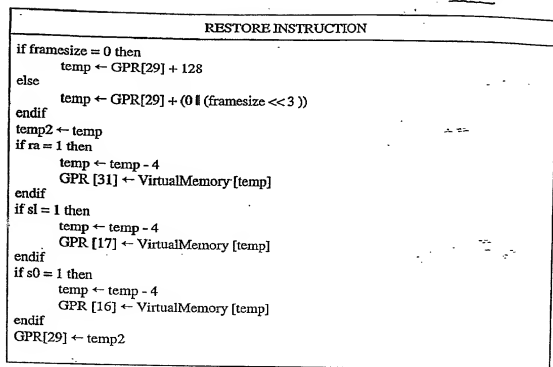 RESTORE INSTRUCTION
if framesize = 0 then
temp ← GPR[29] + 128
else
temp ← GPR[29] + (0 || (framesize << 3 ))
endif
temp2 ← temp
if ra = 1 then
temp ← temp - 4
GPR [31] ← VirtualMemory [temp]
endif
if sl = 1 then
temp ← temp - 4
GPR [17] ← VirtualMemory [temp]
endif
if s0 = 1 then
temp ← temp - 4
GPR [16] ← VirtualMemory [temp]
endif
GPR[29] ← temp2